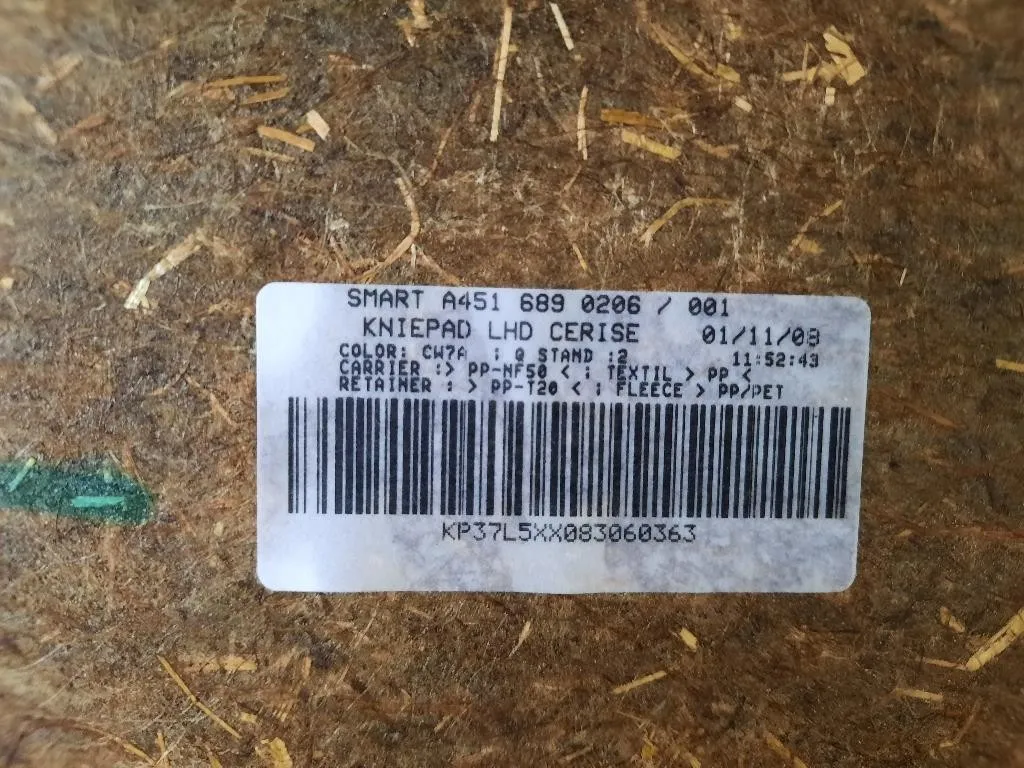 SMART A451 689 0206 / 001
KNIEPAD LHD CERISE 01/11/08
COLOR: CW7A : Q STAND :2 11:52:43
CARRIER :> PP-NF50 < ; TEXTIL > PP <
RETAINER : > PP-T20 < ; FLEECE > PP/PET
KP37L5XX083060363